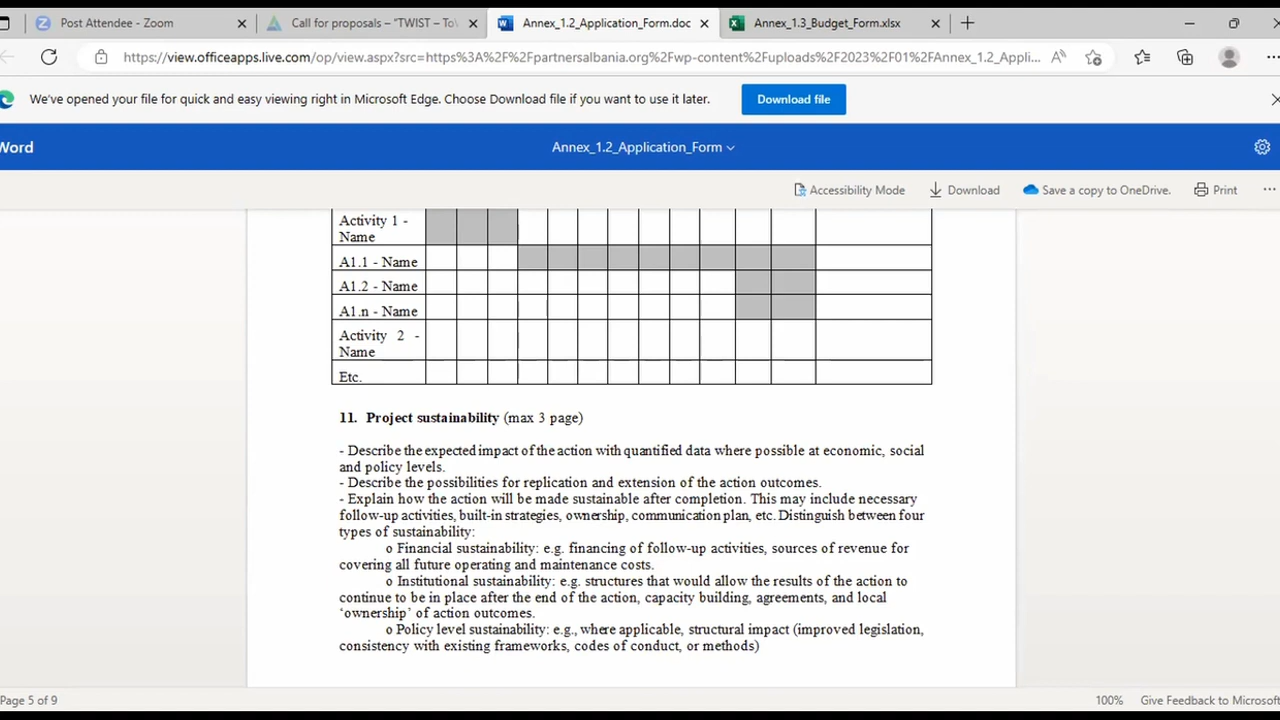 Post Attendee - Zoom
Call for proposals – “TWIST – To
Annex_1.2_Application_Form.doc
Annex_1.3_Budget_Form.xlsx
https://view.officeapps.live.com/op/view.aspx?src=https%3A%2F%2Fpartnersalbania.org%2Fwp-content%2Fuploads%2F2023%2F01%2FAnnex_1.2_Appli...
We've opened your file for quick and easy viewing right in Microsoft Edge. Choose Download file if you want to use it later.
Download file
Word
Annex_1.2_Application_Form
Accessibility Mode
Download
Save a copy to OneDrive.
Print
Activity 1 -
Name
A1.1 - Name
A1.2 - Name
A1.n - Name
Activity 2 -
Name
Etc.
11. Project sustainability (max 3 page)
- Describe the expected impact of the action with quantified data where possible at economic, social
and policy levels.
- Describe the possibilities for replication and extension of the action outcomes.
- Explain how the action will be made sustainable after completion. This may include necessary
follow-up activities, built-in strategies, ownership, communication plan, etc. Distinguish between four
types of sustainability:
o Financial sustainability: e.g. financing of follow-up activities, sources of revenue for
covering all future operating and maintenance costs.
o Institutional sustainability: e.g. structures that would allow the results of the action to
continue to be in place after the end of the action, capacity building, agreements, and local
‘ownership’ of action outcomes.
o Policy level sustainability: e.g., where applicable, structural impact (improved legislation,
consistency with existing frameworks, codes of conduct, or methods)
Page 5 of 9
100%
Give Feedback to Microsoft